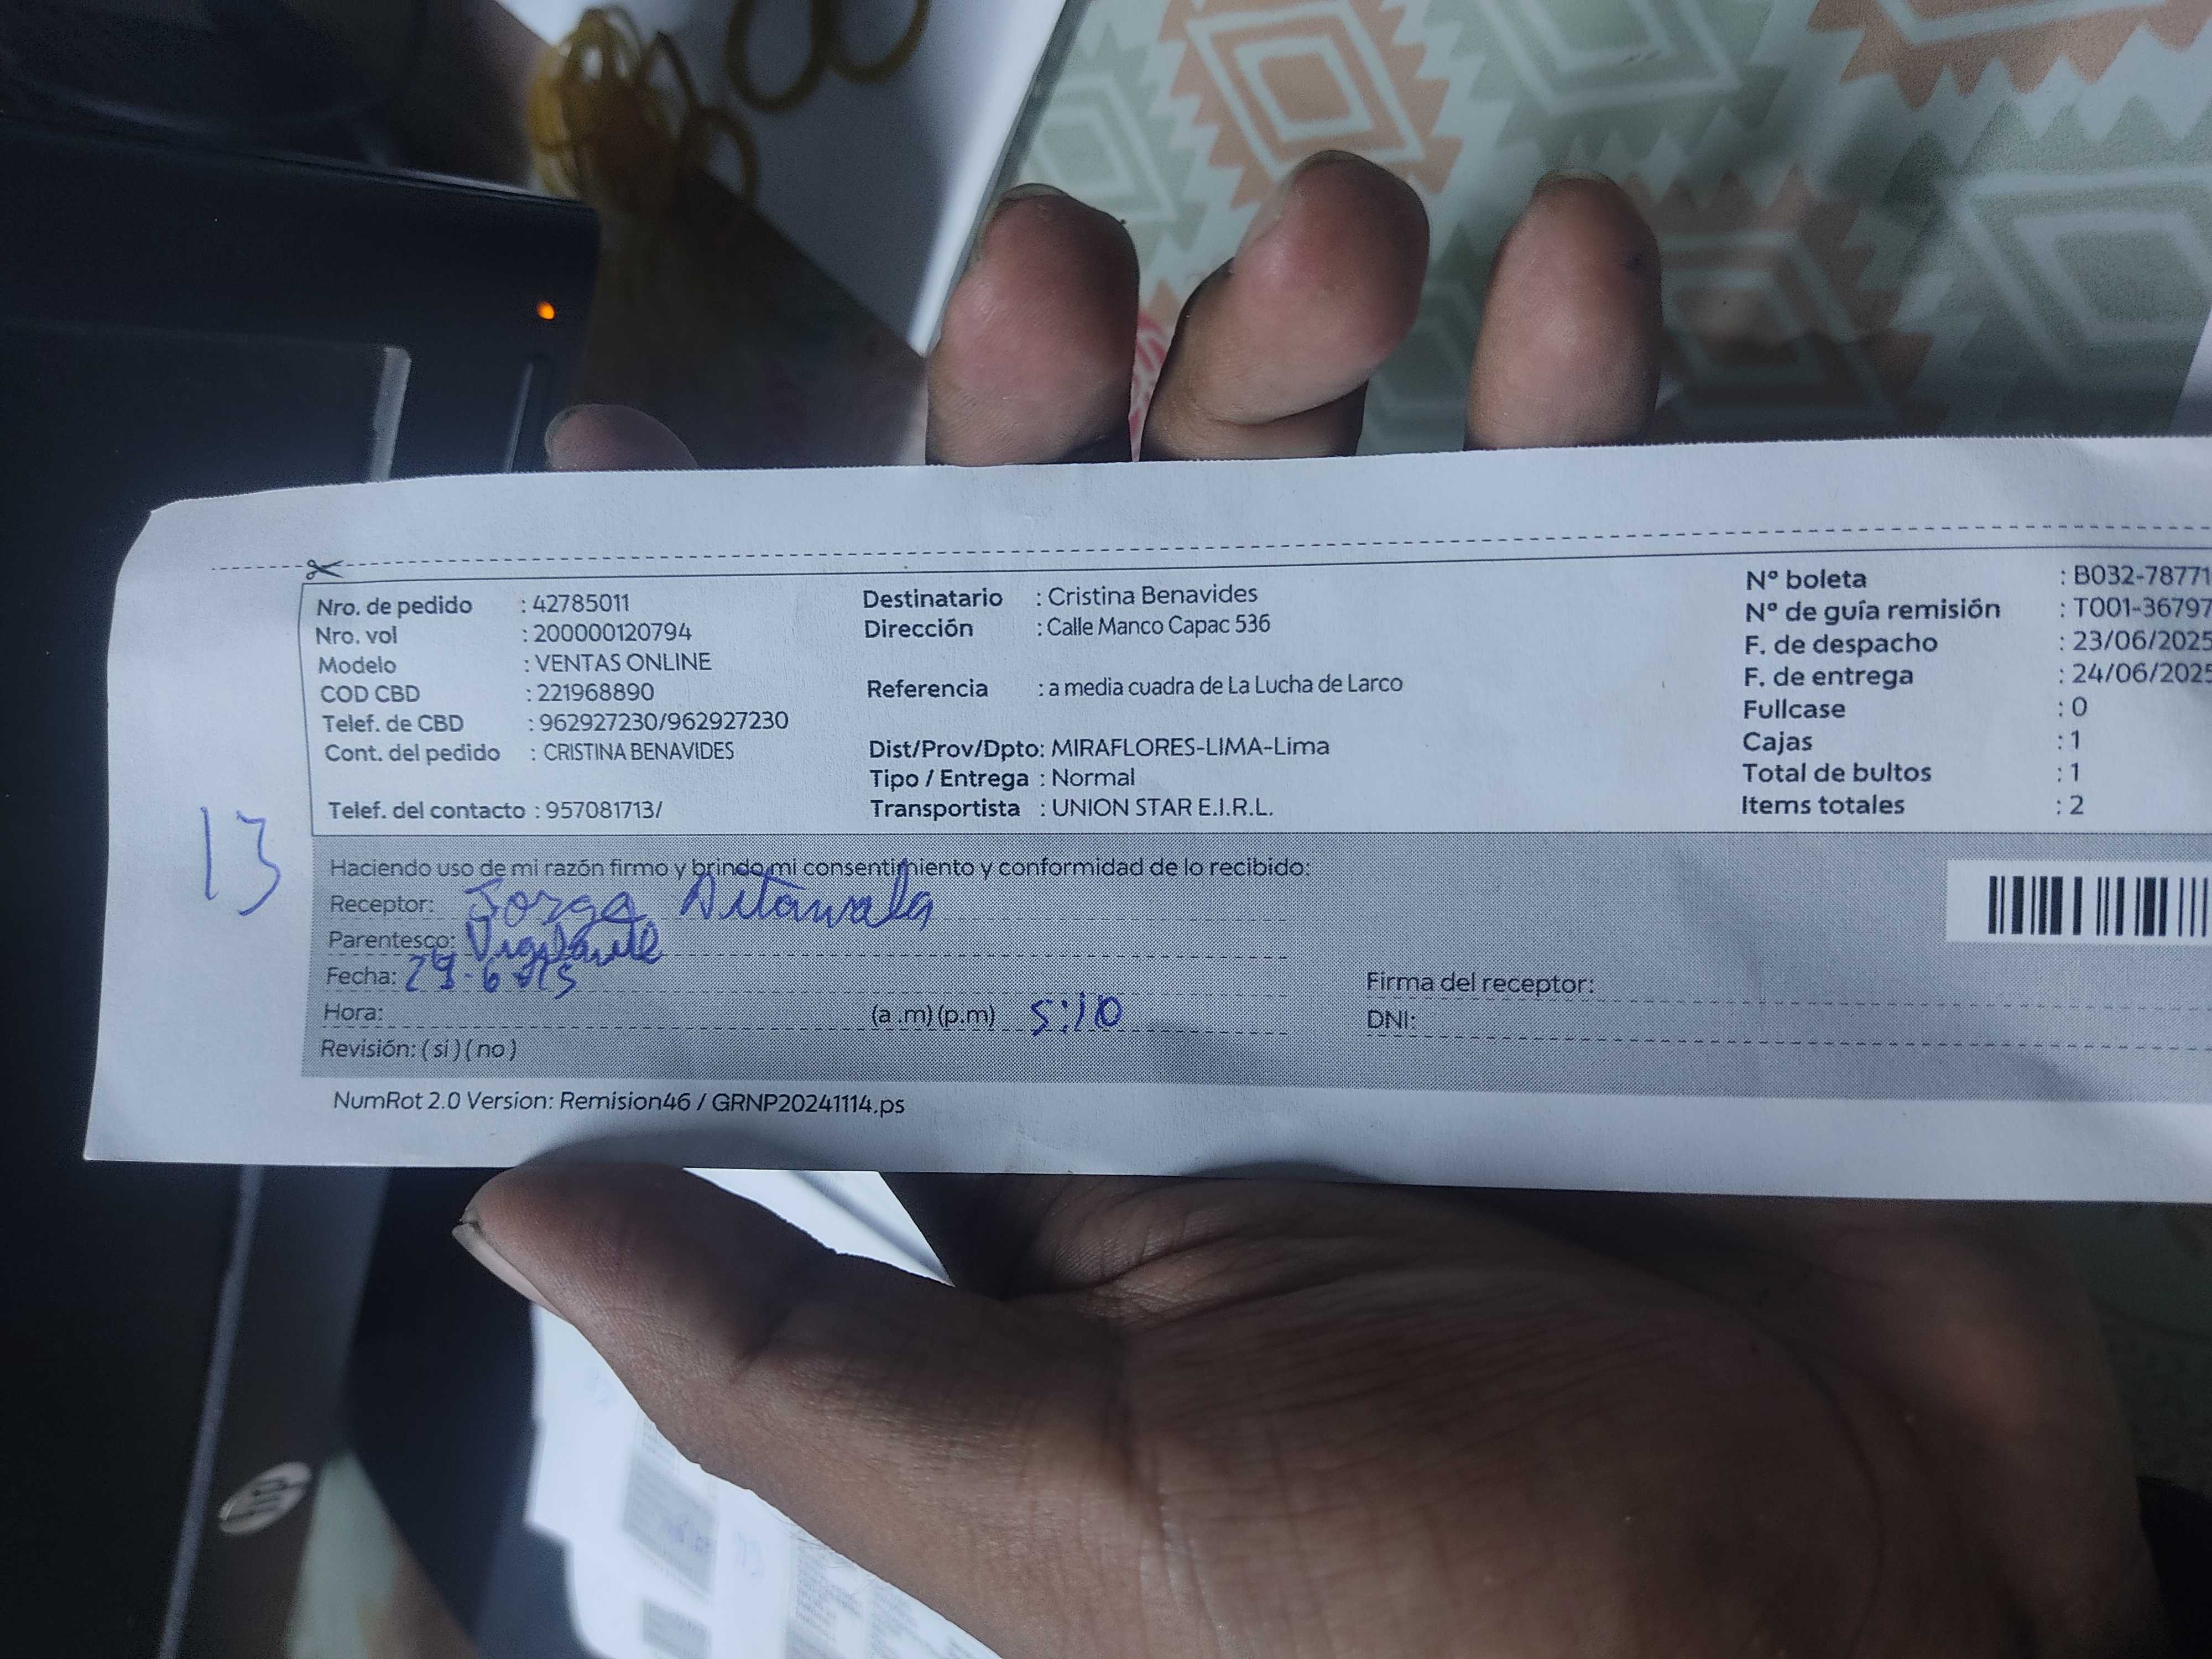 Nro. de pedido : 42785011
Nro. vol : 200000120794
Modelo : VENTAS ONLINE
COD CBD : 221968890
Telef. de CBD : 962927230/962927230
Cont. del pedido : CRISTINA BENAVIDES
Telef. del contacto : 957081713/
Destinatario : Cristina Benavides
Dirección : Calle Manco Capac 536
Referencia : a media cuadra de La Lucha de Larco
Dist/Prov/Dpto: MIRAFLORES-LIMA-Lima
Tipo / Entrega : Normal
Transportista : UNION STAR E.I.R.L.
Nº boleta : B032-78771
Nº de guía remisión : T001-36797
F. de despacho : 23/06/2025
F. de entrega : 24/06/2025
Fullcase : 0
Cajas : 1
Total de bultos : 1
Items totales : 2
13
Haciendo uso de mi razón firmo y brindo mi consentimiento y conformidad de lo recibido:
Receptor: Jorge
Parentesco: Vigilante
Fecha:
Hora: (a .m) (p.m) 5:10
Revisión: ( si ) ( no )
Firma del receptor:
DNI:
NumRot 2.0 Version: Remision46 / GRNP20241114.ps
hp